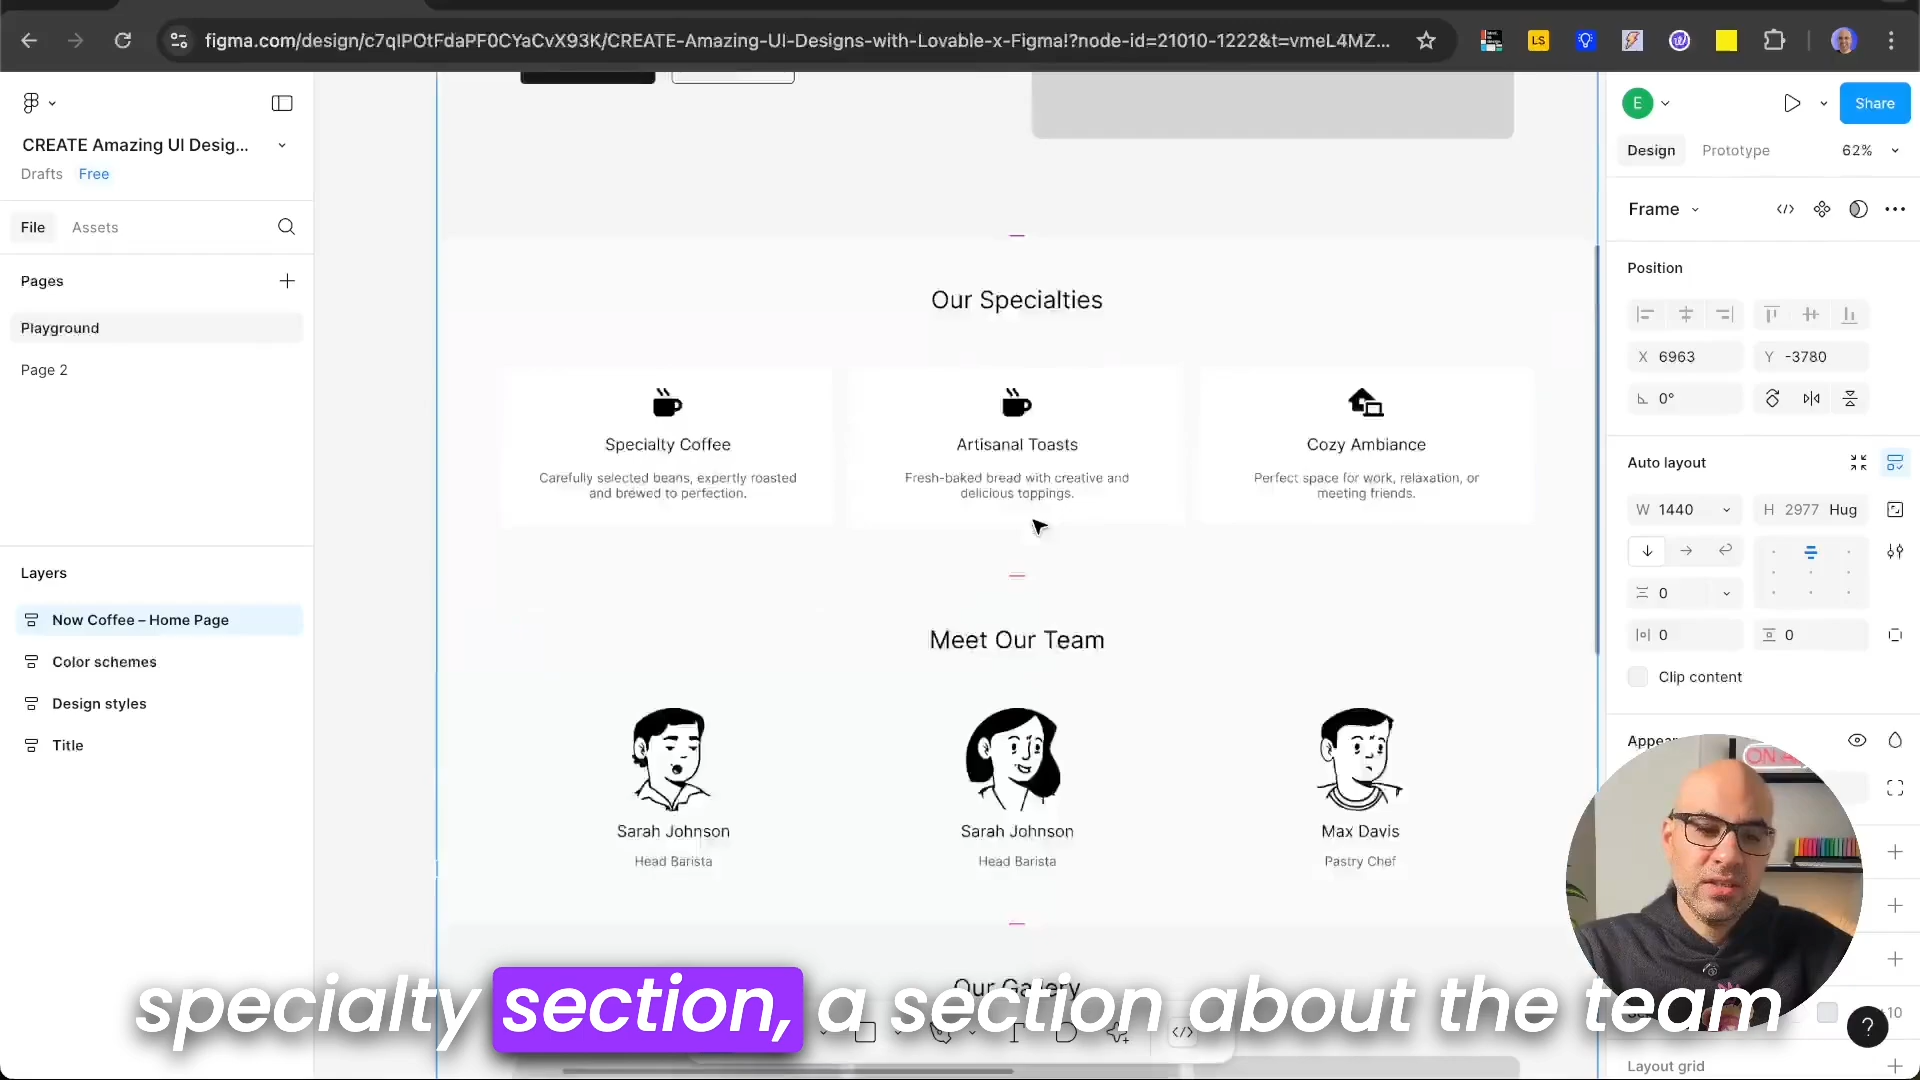 figma.com/design/c7qIPOtFdaPF0CYaCvX93K/CREATE-Amazing-UI-Designs-with-Lovable-x-Figma!?node-id=21010-1222&t=vmeL4MZ...
LS
CREATE Amazing UI Desig...
Drafts Free
File Assets
Pages
Playground
Page 2
Layers
Now Coffee – Home Page
Color schemes
Design styles
Title
Our Specialties
Specialty Coffee
Carefully selected beans, expertly roasted
and brewed to perfection.
Artisanal Toasts
Fresh-baked bread with creative and
delicious toppings.
Cozy Ambiance
Perfect space for work, relaxation, or
meeting friends.
Meet Our Team
Sarah Johnson
Head Barista
Sarah Johnson
Head Barista
Max Davis
Pastry Chef
Our Gallery
E
Share
Design Prototype 62%
Frame
Position
X 6963 Y -3780
0°
Auto layout
W 1440 H 2977 Hug
0
0 0
Clip content
ON
Layout grid
?
specialty section, a section about the team